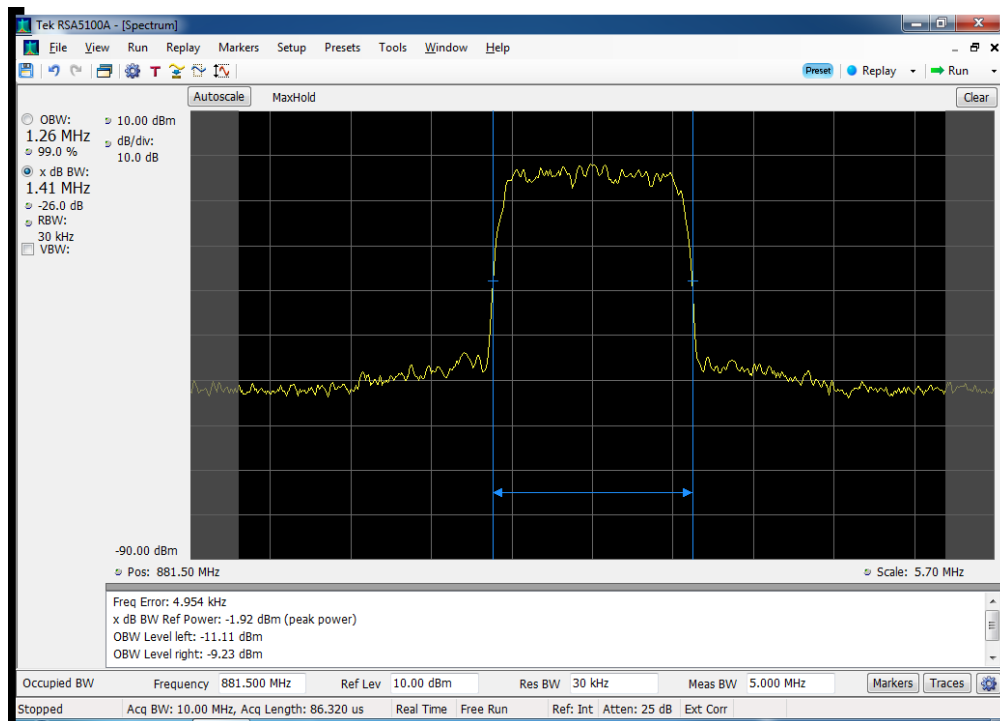 Tek RSA5100A - [Spectrum]
File View Run Replay Markers Setup Presets Tools Window Help
T Preset Replay Run
Autoscale MaxHold Clear
OBW:
1.26 MHz
99.0 %
x dB BW:
1.41 MHz
-26.0 dB
RBW:
30 kHz
VBW:
10.00 dBm
dB/div:
10.0 dB
-90.00 dBm
Pos: 881.50 MHz Scale: 5.70 MHz
Freq Error: 4.954 kHz
x dB BW Ref Power: -1.92 dBm (peak power)
OBW Level left: -11.11 dBm
OBW Level right: -9.23 dBm
Occupied BW Frequency 881.500 MHz Ref Lev 10.00 dBm Res BW 30 kHz Meas BW 5.000 MHz Markers Traces
Stopped Acq BW: 10.00 MHz, Acq Length: 86.320 us Real Time Free Run Ref: Int Atten: 25 dB Ext Corr